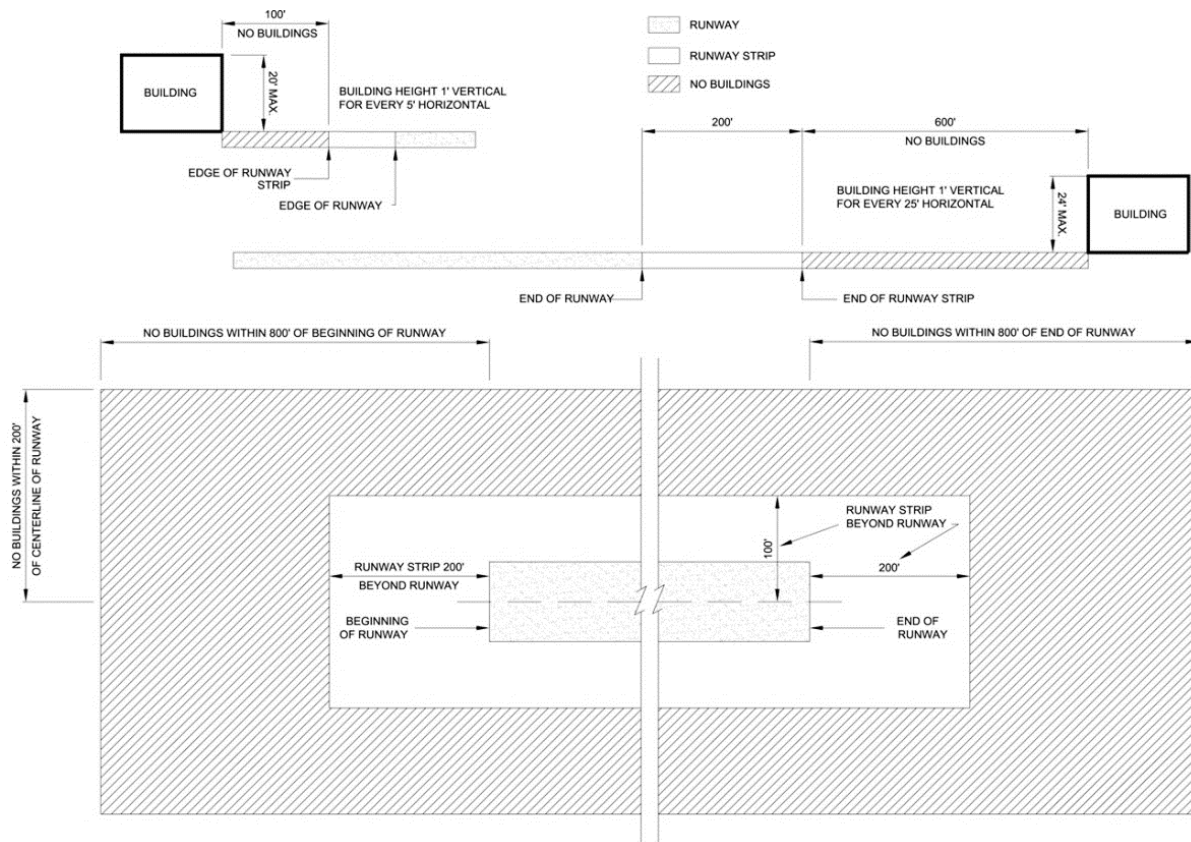 100'
NO BUILDINGS
BUILDING
20' MAX.
BUILDING HEIGHT 1' VERTICAL
FOR EVERY 5' HORIZONTAL
EDGE OF RUNWAY
STRIP
EDGE OF RUNWAY
RUNWAY
RUNWAY STRIP
NO BUILDINGS
200'
600'
NO BUILDINGS
BUILDING HEIGHT 1' VERTICAL
FOR EVERY 25' HORIZONTAL
24' MAX.
BUILDING
END OF RUNWAY
END OF RUNWAY STRIP
NO BUILDINGS WITHIN 800' OF BEGINNING OF RUNWAY
NO BUILDINGS WITHIN 800' OF END OF RUNWAY
NO BUILDINGS WITHIN 200'
OF CENTERLINE OF RUNWAY
RUNWAY STRIP 200'
BEYOND RUNWAY
BEGINNING
OF RUNWAY
100'
RUNWAY STRIP
BEYOND RUNWAY
200'
END OF
RUNWAY